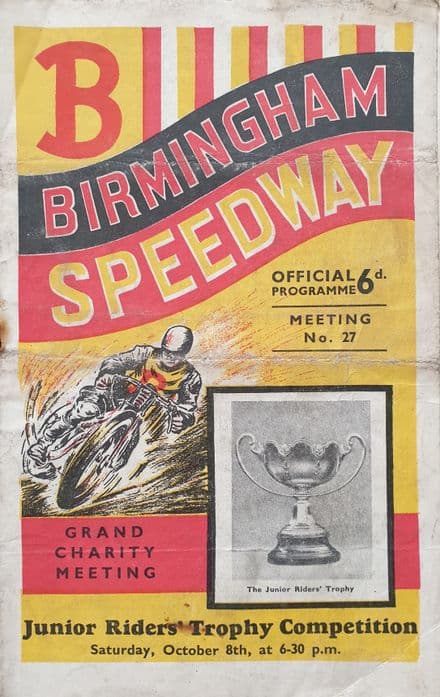 B
BIRMINGHAM
SPEEDWAY
OFFICIAL PROGRAMME 6d.
MEETING
No. 27
GRAND
CHARITY
MEETING
The Junior Riders' Trophy
Junior Riders' Trophy Competition
Saturday, October 8th, at 6-30 p.m.